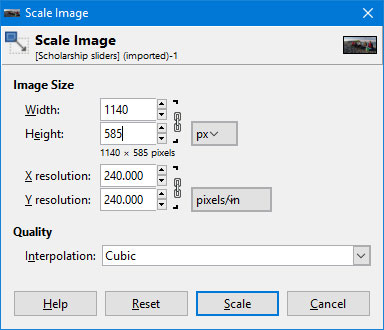 Scale Image
Scale Image
[Scholarship sliders] (imported)-1
Image Size
Width: 1140
Height: 585 px
1140 × 585 pixels
X resolution: 240.000
Y resolution: 240.000 pixels/in
Quality
Interpolation: Cubic
Help Reset Scale Cancel